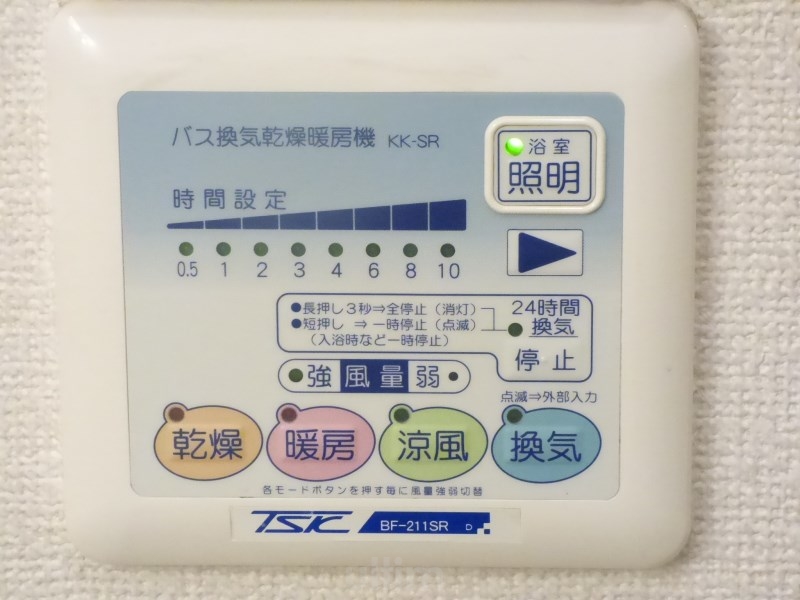 バス換気乾燥暖房機 KK-SR
浴室
照明
時間設定
0.5 1 2 3 4 6 8 10
●長押し3秒⇒全停止(消灯)
●短押し ⇒ 一時停止(点滅)
(入浴時など一時停止)
24時間
換気
停止
強 風量 弱
点滅⇒外部入力
乾燥 暖房 涼風 換気
各モードボタンを押す毎に風量強弱切替
TSK BF-211SR D